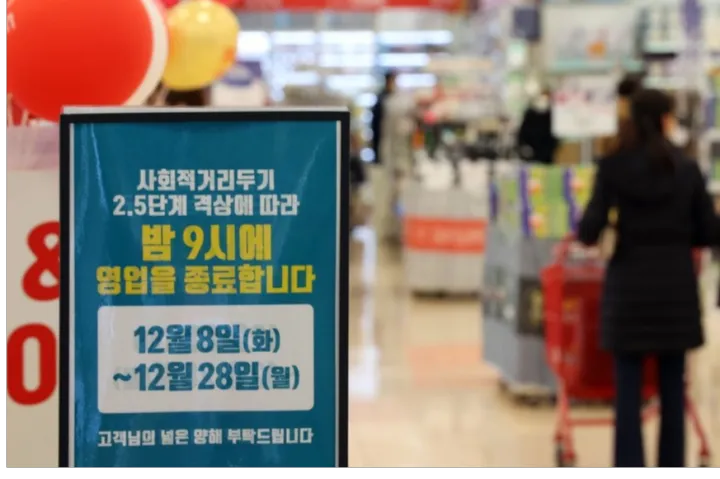 사회적거리두기
2.5단계 격상에 따라
밤 9시에
영업을 종료합니다
12월 8일(화)
~12월 28일(월)
고객님의 넓은 양해 부탁드립니다
&
0